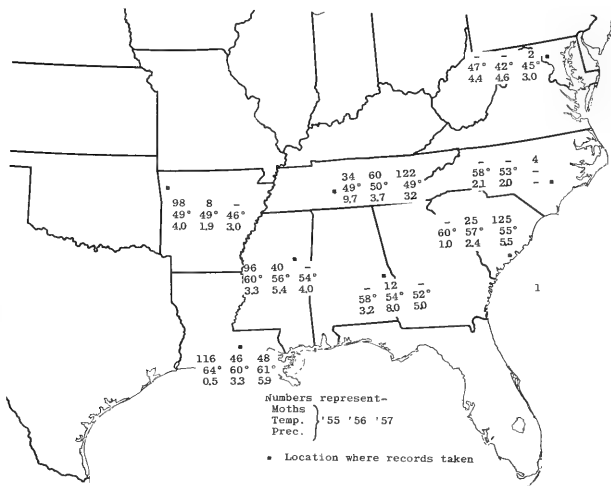 - - 2
47° 42° 45°
4.4 4.6 3.0
34 60 122
49° 50° 49°
9.7 3.7 3.2
- - 4
58° 53° -
2.1 2.0 -
98 8 -
49° 49° 46°
4.0 1.9 3.0
- 25 125
60° 57° 55°
1.0 2.4 5.5
96 40 -
60° 56° 54°
3.3 5.4 4.0
- 12 -
58° 54° 52°
3.2 8.0 5.0
1
116 46 48
64° 60° 61°
0.5 3.3 5.9
Numbers represent-
Moths
Temp. '55 '56 '57
Prec.
Location where records taken